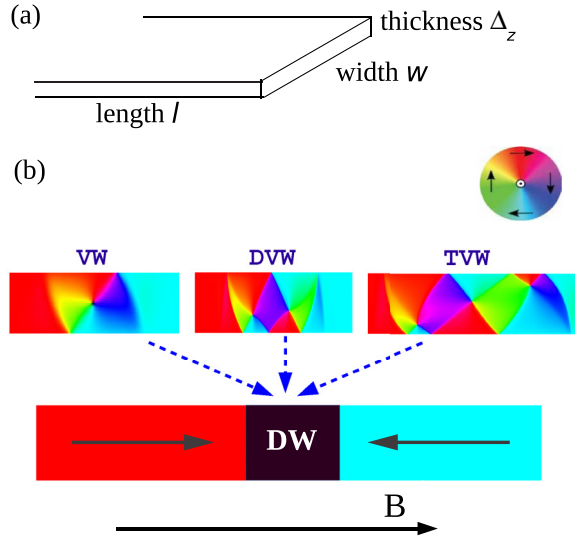 (a)
thickness Δz
width w
length l
(b)
VW DVW TVW
DW
B